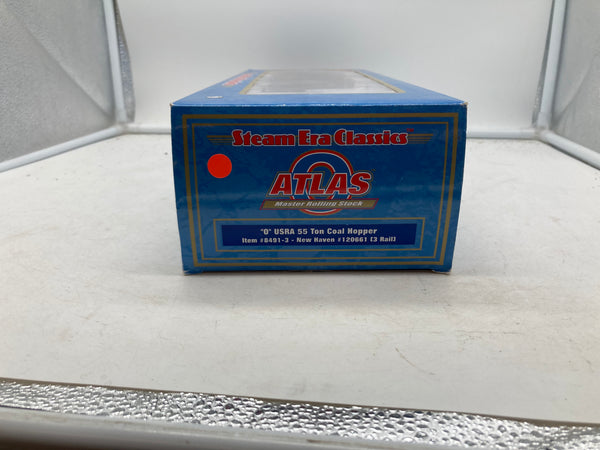 Steam Era Classics
ATLAS
Master Rolling Stock
"O" USRA 55 Ton Coal Hopper
Item #8491-3 - New Haven #120661 (3 Rail)